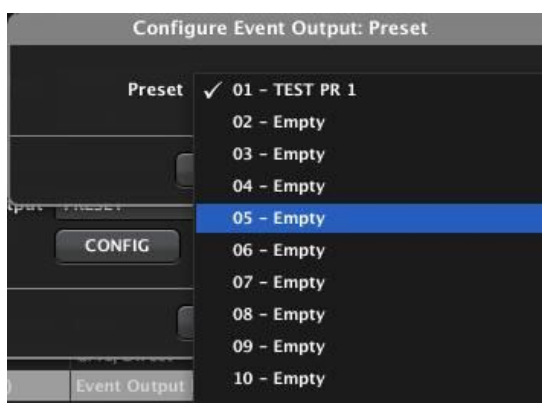 Configure Event Output: Preset
Preset ✓ 01 – TEST PR 1
02 – Empty
03 – Empty
04 – Empty
05 – Empty
CONFIG
06 – Empty
07 – Empty
08 – Empty
09 – Empty
Event Output
10 – Empty